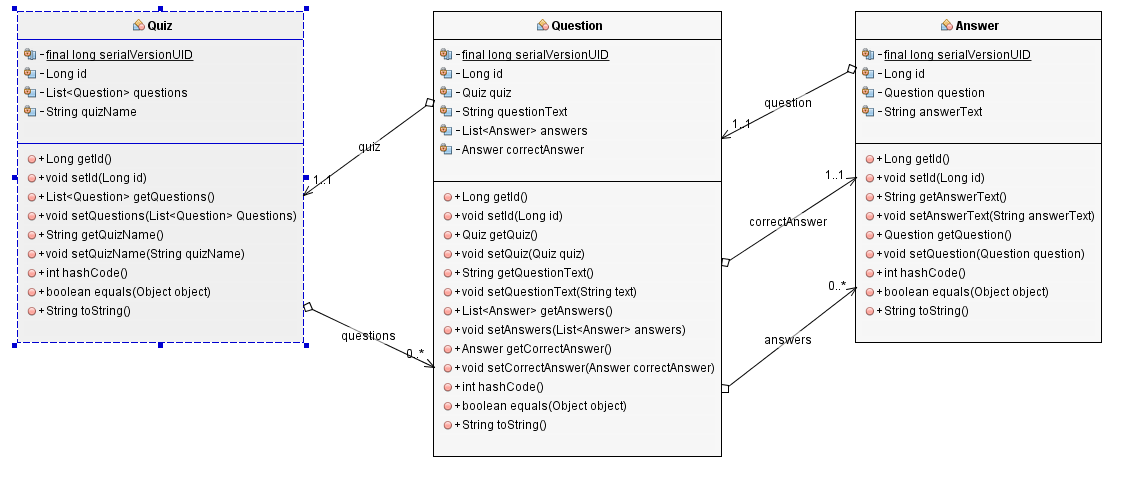 Quiz
- final long serialVersionUID
- Long id
- List<Question> questions
- String quizName
+ Long getId()
+ void setId(Long id)
+ List<Question> getQuestions()
+ void setQuestions(List<Question> Questions)
+ String getQuizName()
+ void setQuizName(String quizName)
+ int hashCode()
+ boolean equals(Object object)
+ String toString()
quiz
1..1
questions
0..*
Question
- final long serialVersionUID
- Long id
- Quiz quiz
- String questionText
- List<Answer> answers
- Answer correctAnswer
+ Long getId()
+ void setId(Long id)
+ Quiz getQuiz()
+ void setQuiz(Quiz quiz)
+ String getQuestionText()
+ void setQuestionText(String text)
+ List<Answer> getAnswers()
+ void setAnswers(List<Answer> answers)
+ Answer getCorrectAnswer()
+ void setCorrectAnswer(Answer correctAnswer)
+ int hashCode()
+ boolean equals(Object object)
+ String toString()
question
1..1
1..1
correctAnswer
0..*
answers
Answer
- final long serialVersionUID
- Long id
- Question question
- String answerText
+ Long getId()
+ void setId(Long id)
+ String getAnswerText()
+ void setAnswerText(String answerText)
+ Question getQuestion()
+ void setQuestion(Question question)
+ int hashCode()
+ boolean equals(Object object)
+ String toString()